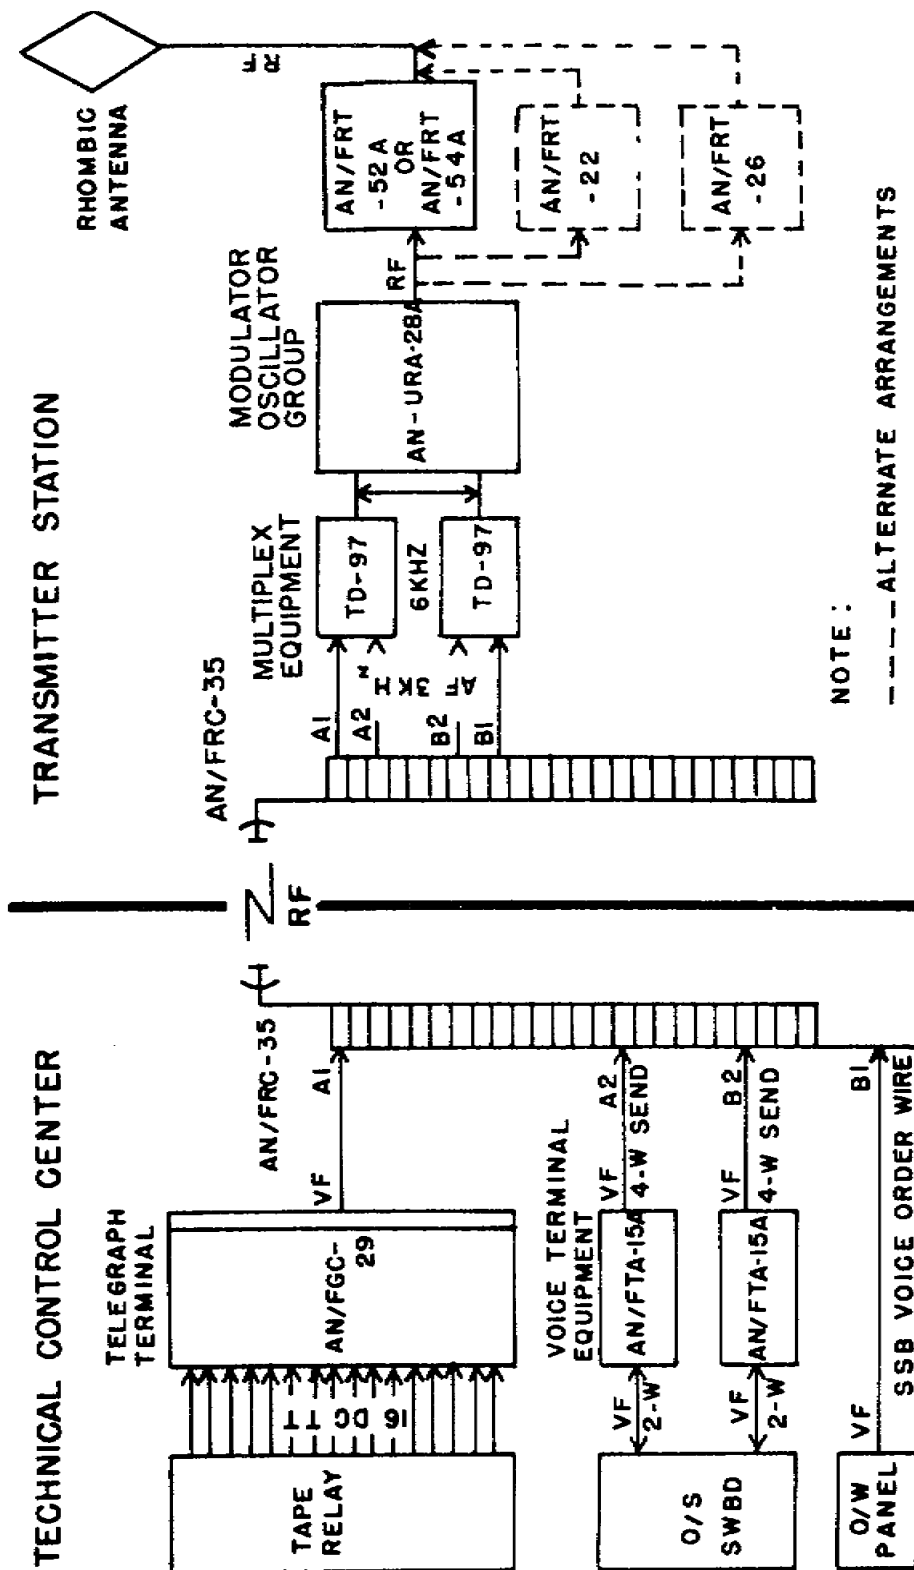 TECHNICAL CONTROL CENTER
TRANSMITTER STATION
TELEGRAPH
TERMINAL
TAPE
RELAY
16
DC
TT
AN/FGC-
29
VF
A1
AN/FRC-35
VOICE TERMINAL
EQUIPMENT
O/S
SWBD
VF
2-W
AN/FTA-15A
VF
4-W SEND
A2
VF
2-W
AN/FTA-15A
VF
4-W SEND
B2
O/W
PANEL
VF
B1
SSB VOICE ORDER WIRE
RF
AN/FRC-35
A1
A2
B2
B1
AF 3KHz
MULTIPLEX
EQUIPMENT
TD-97
6KHZ
TD-97
MODULATOR
OSCILLATOR
GROUP
AN-URA-28A
RF
AN/FRT
-52A
OR
AN/FRT
-54A
AN/FRT
-22
AN/FRT
-26
RF
RHOMBIC
ANTENNA
NOTE:
----ALTERNATE ARRANGEMENTS